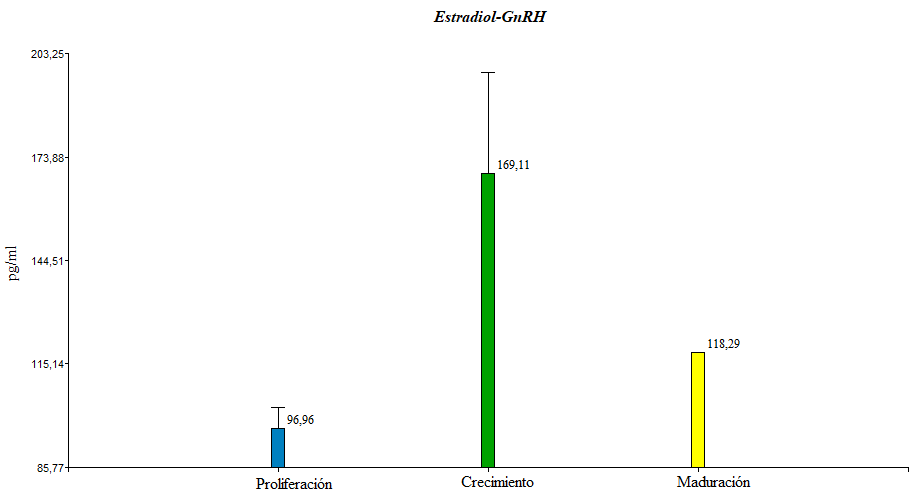 Estradiol-GnRH
203,25
173,88
169,11
144,51
pg/ml
118,29
115,14
96,96
85,77
Proliferación
Crecimiento
Maduración